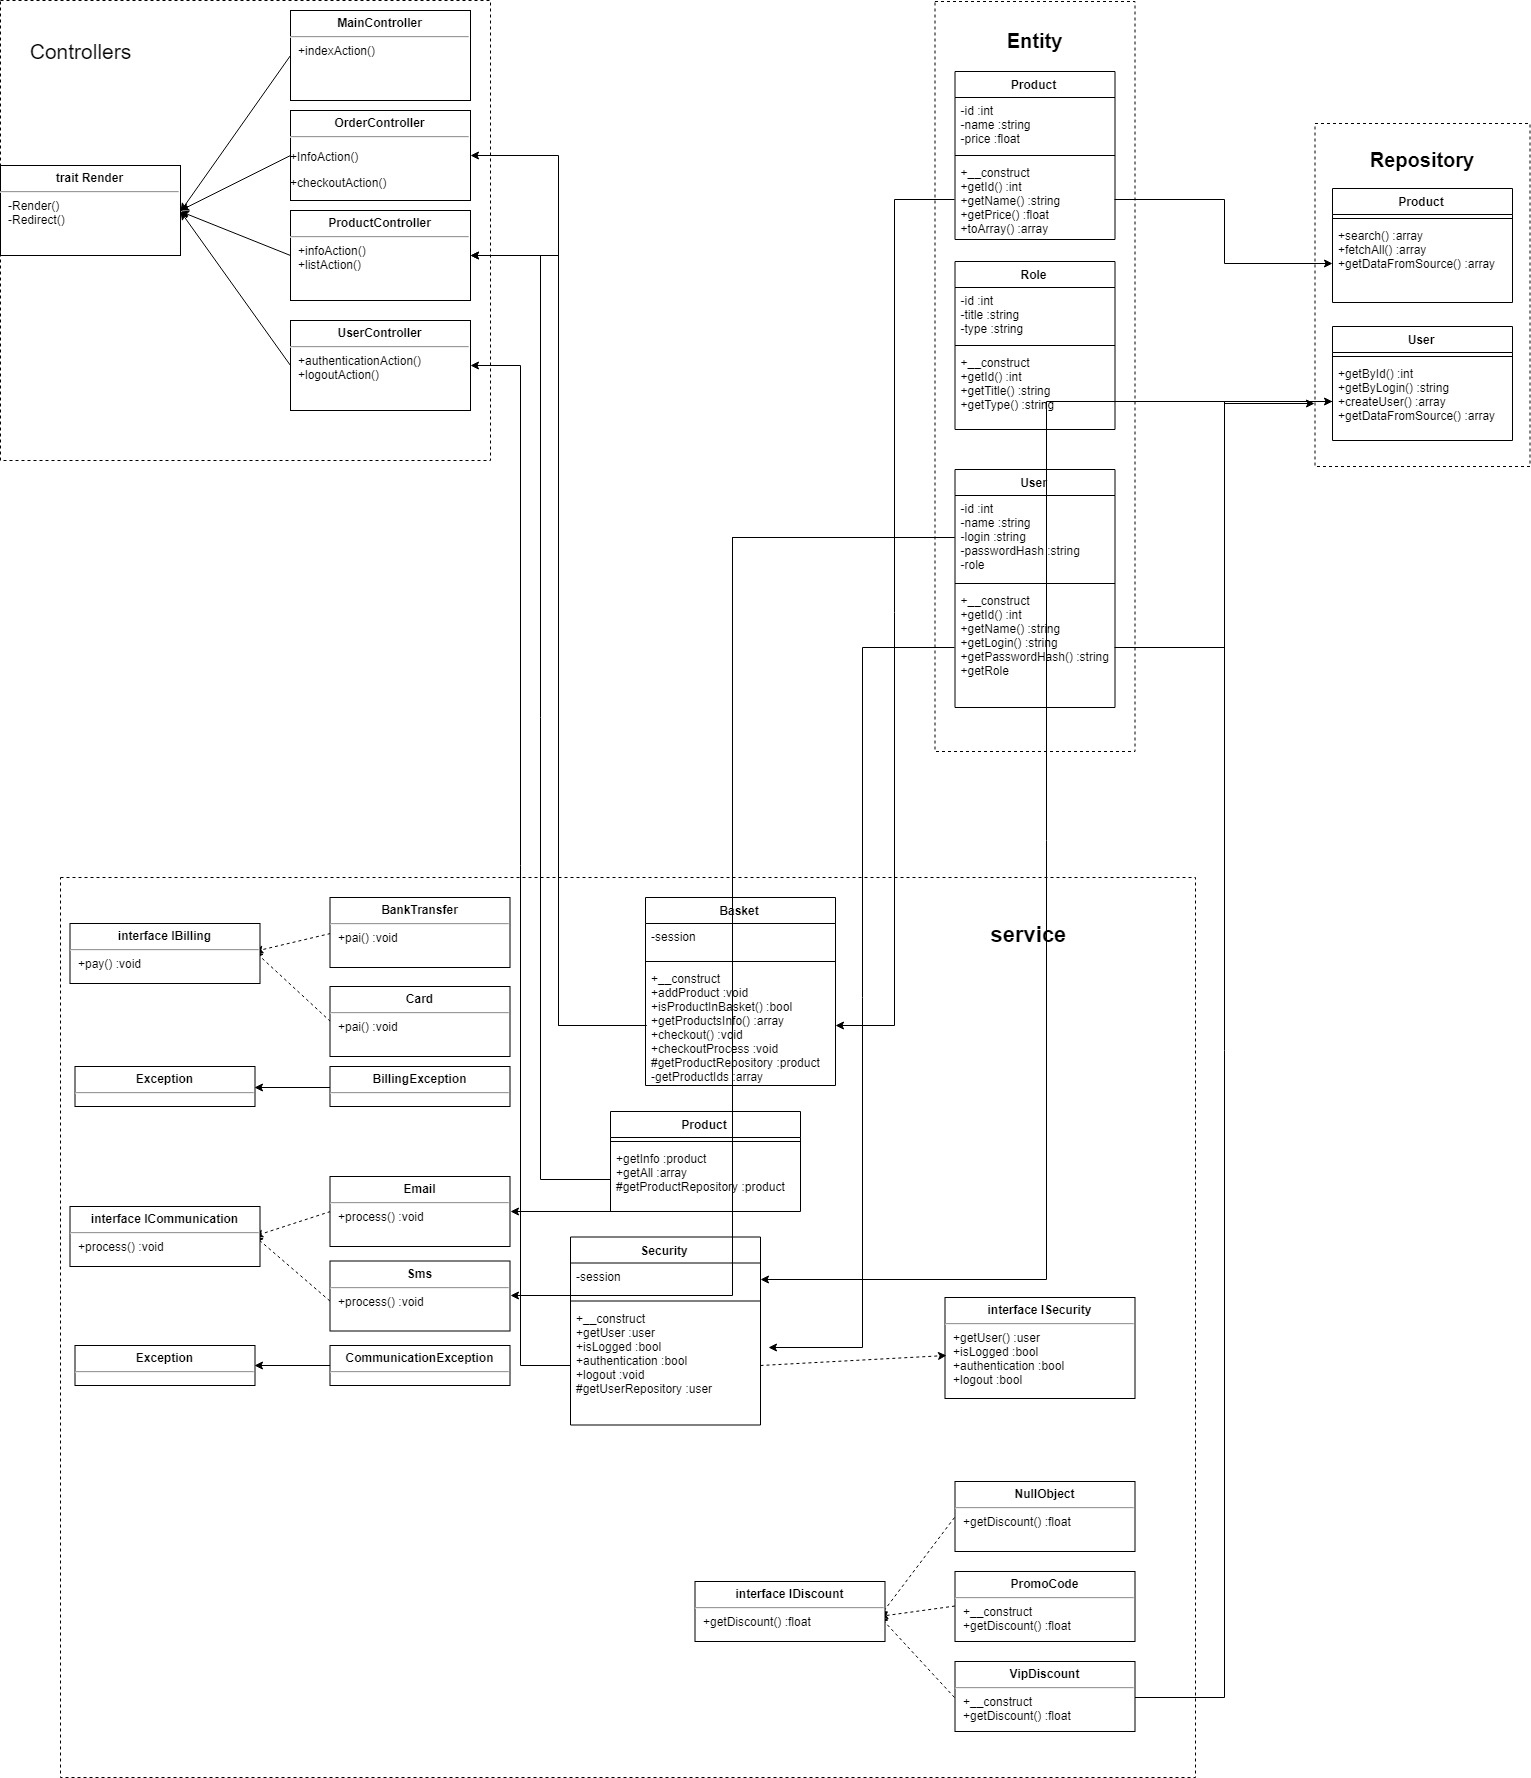 Controllers
MainController
+indexAction()
OrderController
+InfoAction()
+checkoutAction()
trait Render
-Render()
-Redirect()
ProductController
+infoAction()
+listAction()
UserController
+authenticationAction()
+logoutAction()
Entity
Product
-id :int
-name :string
-price :float
+__construct
+getId() :int
+getName() :string
+getPrice() :float
+toArray() :array
Role
-id :int
-title :string
-type :string
+__construct
+getId() :int
+getTitle() :string
+getType() :string
User
-id :int
-name :string
-login :string
-passwordHash :string
-role
+__construct
+getId() :int
+getName() :string
+getLogin() :string
+getPasswordHash() :string
+getRole
Repository
Product
+search() :array
+fetchAll() :array
+getDataFromSource() :array
User
+getById() :int
+getByLogin() :string
+createUser() :array
+getDataFromSource() :array
service
interface IBilling
+pay() :void
BankTransfer
+pai() :void
Card
+pai() :void
Exception
BillingException
interface ICommunication
+process() :void
Email
+process() :void
Sms
+process() :void
Exception
CommunicationException
Basket
-session
+__construct
+addProduct :void
+isProductInBasket() :bool
+getProductsInfo() :array
+checkout() :void
+checkoutProcess :void
#getProductRepository :product
-getProductIds :array
Product
+getInfo :product
+getAll :array
#getProductRepository :product
Security
-session
+__construct
+getUser :user
+isLogged :bool
+authentication :bool
+logout :void
#getUserRepository :user
interface ISecurity
+getUser() :user
+isLogged :bool
+authentication :bool
+logout :bool
NullObject
+getDiscount() :float
interface IDiscount
+getDiscount() :float
PromoCode
+__construct
+getDiscount() :float
VipDiscount
+__construct
+getDiscount() :float